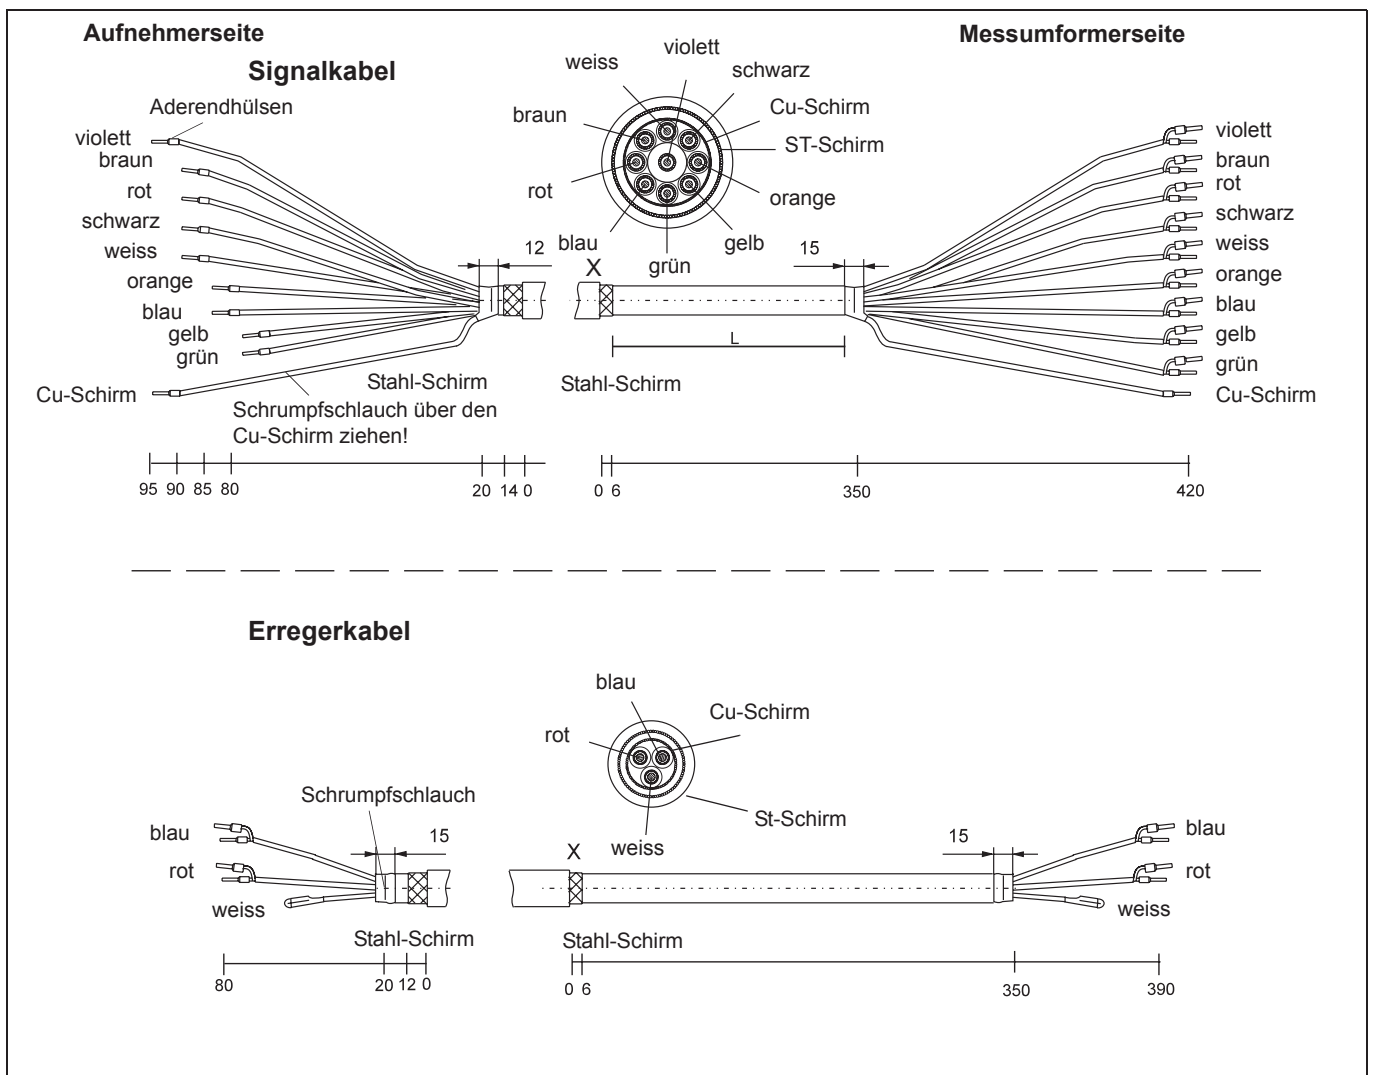 Aufnehmerseite
Messumformerseite
Signalkabel
Aderendhülsen
violett
braun
rot
schwarz
weiss
orange
blau
gelb
grün
Cu-Schirm
Stahl-Schirm
Schrumpfschlauch über den
Cu-Schirm ziehen!
12
95 90 85 80 20 14 0
weiss
violett
schwarz
braun
Cu-Schirm
ST-Schirm
rot
orange
blau
grün
gelb
X
15
L
Stahl-Schirm
0 6 350 420
violett
braun
rot
schwarz
weiss
orange
blau
gelb
grün
Cu-Schirm
Erregerkabel
blau
Cu-Schirm
rot
St-Schirm
weiss
Schrumpfschlauch
15
blau
rot
weiss
Stahl-Schirm
80 20 12 0
X
15
Stahl-Schirm
0 6 350 390
blau
rot
weiss